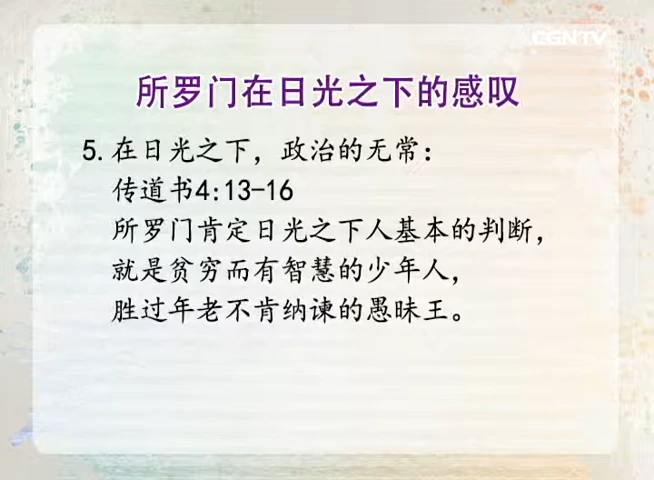 CGNTV
所罗门在日光之下的感叹
5.在日光之下，政治的无常：
传道书4:13-16
所罗门肯定日光之下人基本的判断，
就是贫穷而有智慧的少年人，
胜过年老不肯纳谏的愚昧王。